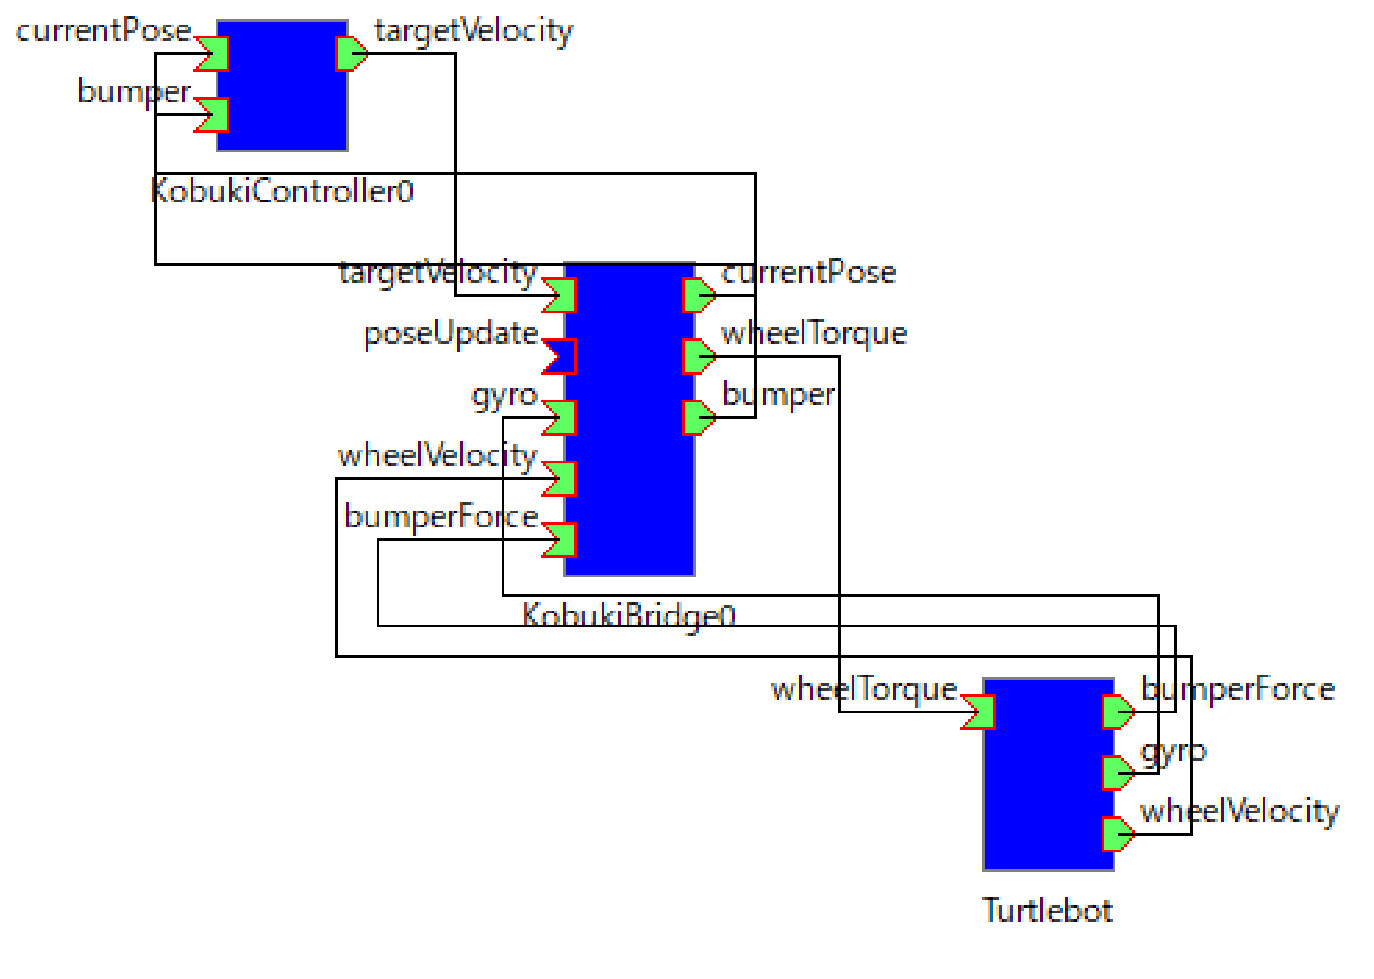 currentPose
targetVelocity
bumper
KobukiController0
targetVelocity
currentPose
poseUpdate
wheelTorque
gyro
bumper
wheelVelocity
bumperForce
KobukiBridge0
wheelTorque
bumperForce
gyro
wheelVelocity
Turtlebot